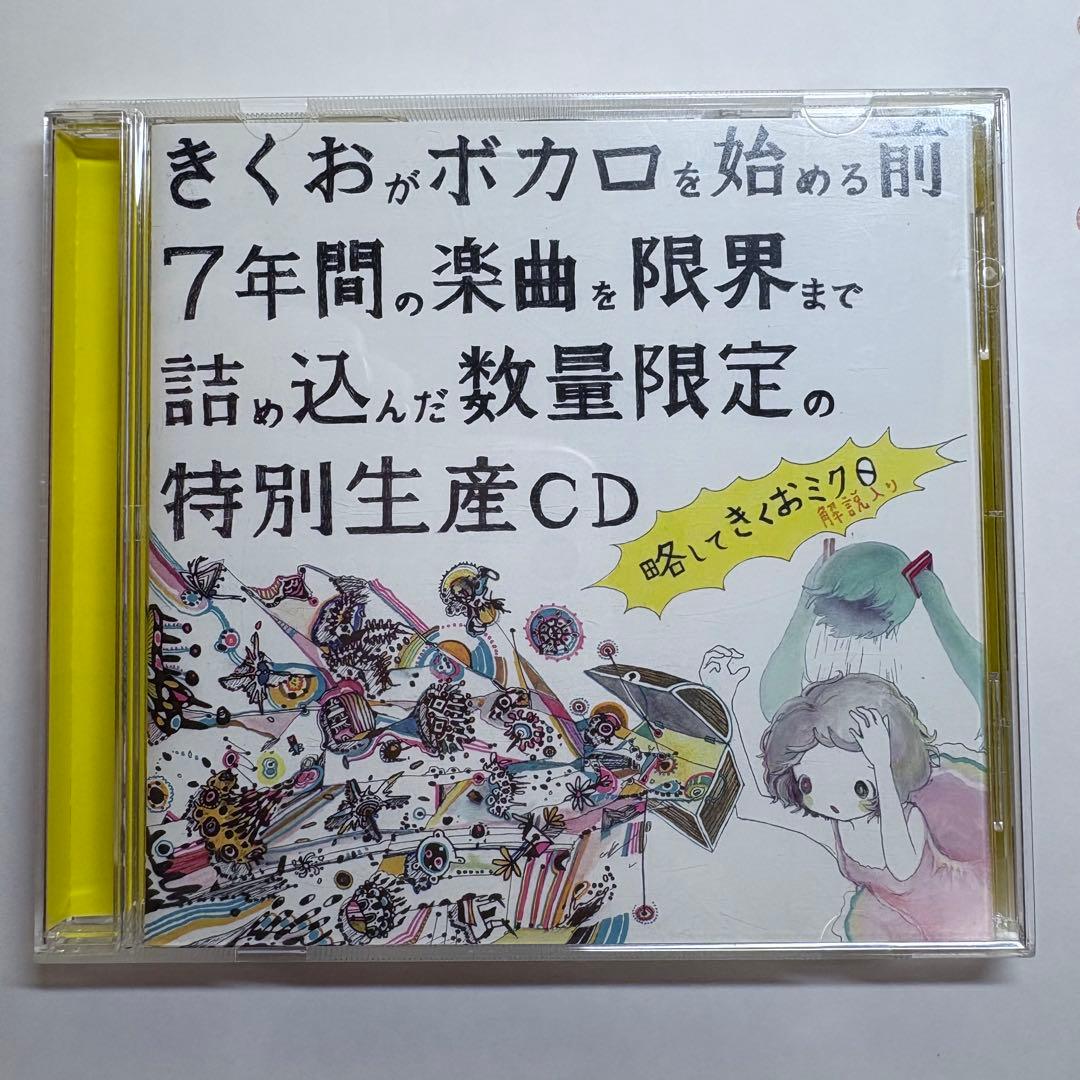 きくおがボカロを始める前
7年間の楽曲を限界まで
詰め込んだ数量限定の
特別生産CD
略してきくおミク0
解説入り